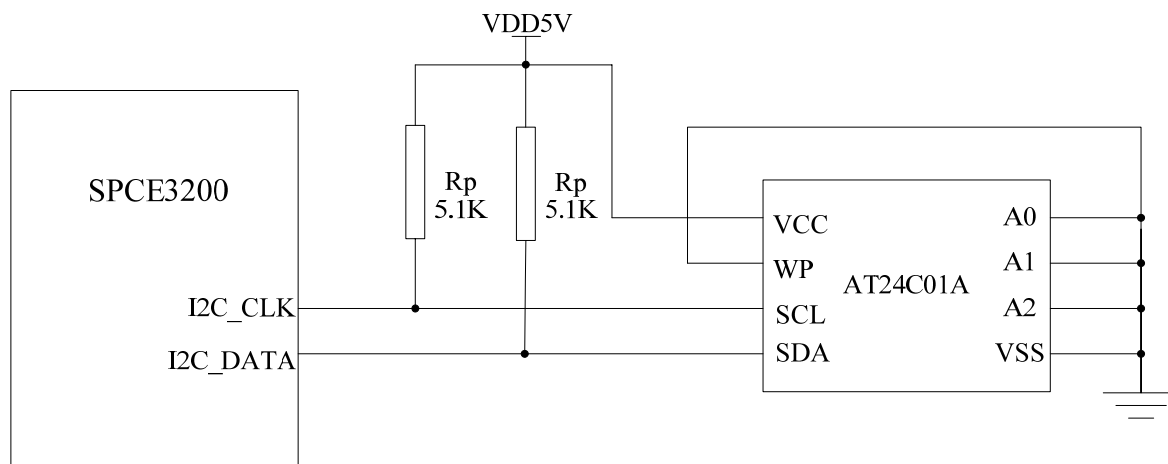 VDD5V
SPCE3200
Rp
5.1K
Rp
5.1K
I2C_CLK
I2C_DATA
VCC
WP
SCL
SDA
AT24C01A
A0
A1
A2
VSS